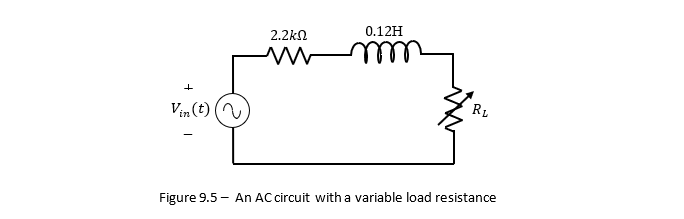 2.2kΩ
0.12H
+
V_in(t)
−
R_L
Figure 9.5 – An AC circuit with a variable load resistance